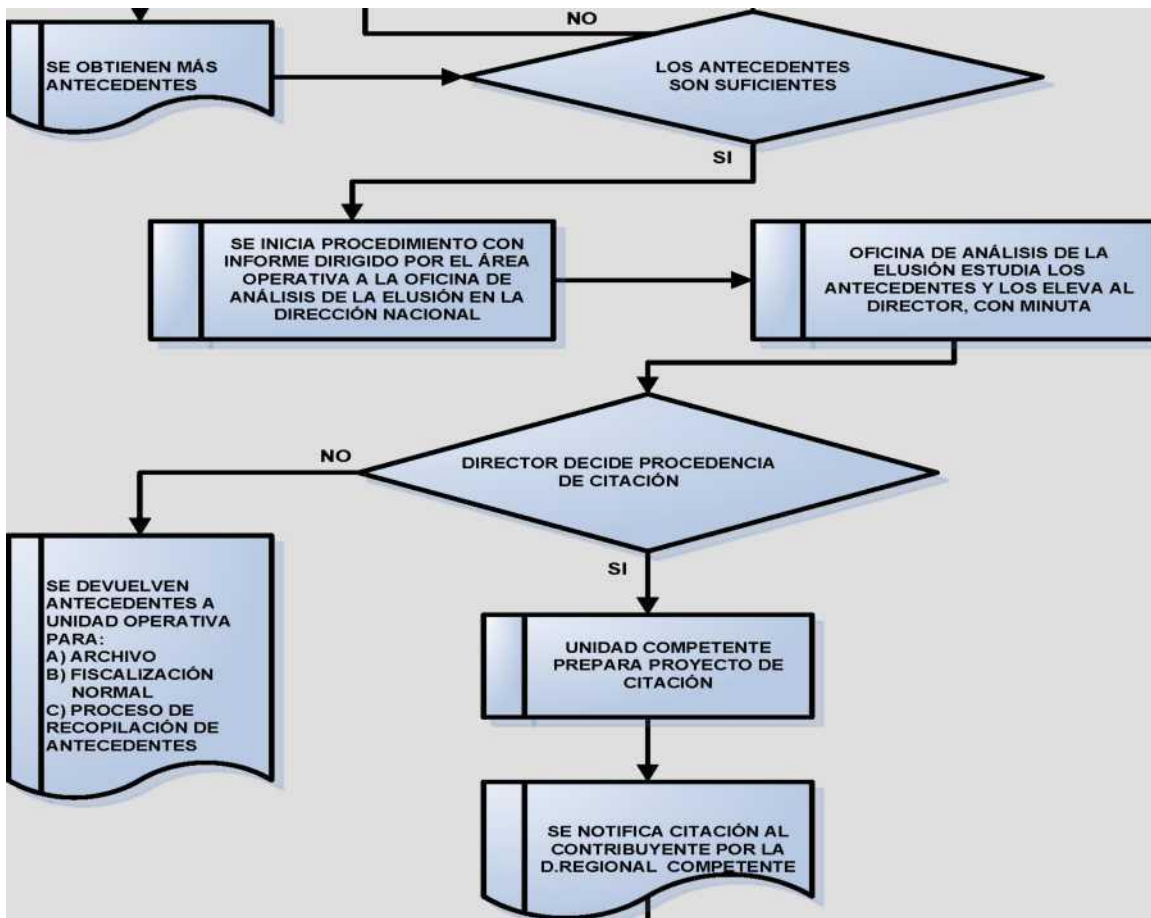 NO
SE OBTIENEN MÁS
ANTECEDENTES
LOS ANTECEDENTES
SON SUFICIENTES
SI
SE INICIA PROCEDIMIENTO CON
INFORME DIRIGIDO POR EL ÁREA
OPERATIVA A LA OFICINA DE
ANÁLISIS DE LA ELUSIÓN EN LA
DIRECCIÓN NACIONAL
OFICINA DE ANÁLISIS DE LA
ELUSIÓN ESTUDIA LOS
ANTECEDENTES Y LOS ELEVA AL
DIRECTOR, CON MINUTA
NO
DIRECTOR DECIDE PROCEDENCIA
DE CITACIÓN
SI
SE DEVUELVEN
ANTECEDENTES A
UNIDAD OPERATIVA
PARA:
A) ARCHIVO
B) FISCALIZACIÓN
NORMAL
C) PROCESO DE
RECOPILACIÓN DE
ANTECEDENTES
UNIDAD COMPETENTE
PREPARA PROYECTO DE
CITACIÓN
SE NOTIFICA CITACIÓN AL
CONTRIBUYENTE POR LA
D.REGIONAL COMPETENTE